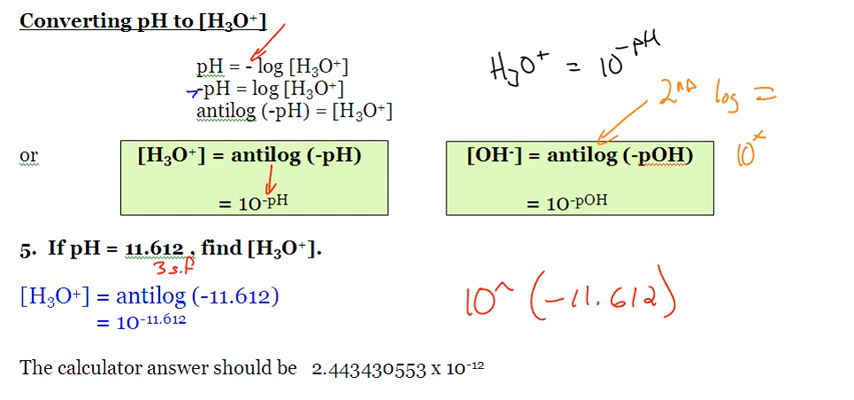 Converting pH to [H₃O⁺]
pH = - log [H₃O⁺]
H₃O⁺ = 10⁻ᵖᴴ
-pH = log [H₃O⁺]
antilog (-pH) = [H₃O⁺]
2ᴺᴰ log =
10ˣ
or
[H₃O⁺] = antilog (-pH)
= 10⁻ᵖᴴ
[OH⁻] = antilog (-pOH)
= 10⁻ᵖᴼᴴ
5. If pH = 11.612 , find [H₃O⁺].
3 s.f
[H₃O⁺] = antilog (-11.612)
= 10⁻¹¹·⁶¹²
10^ (-11.612)
The calculator answer should be 2.443430553 x 10⁻¹²